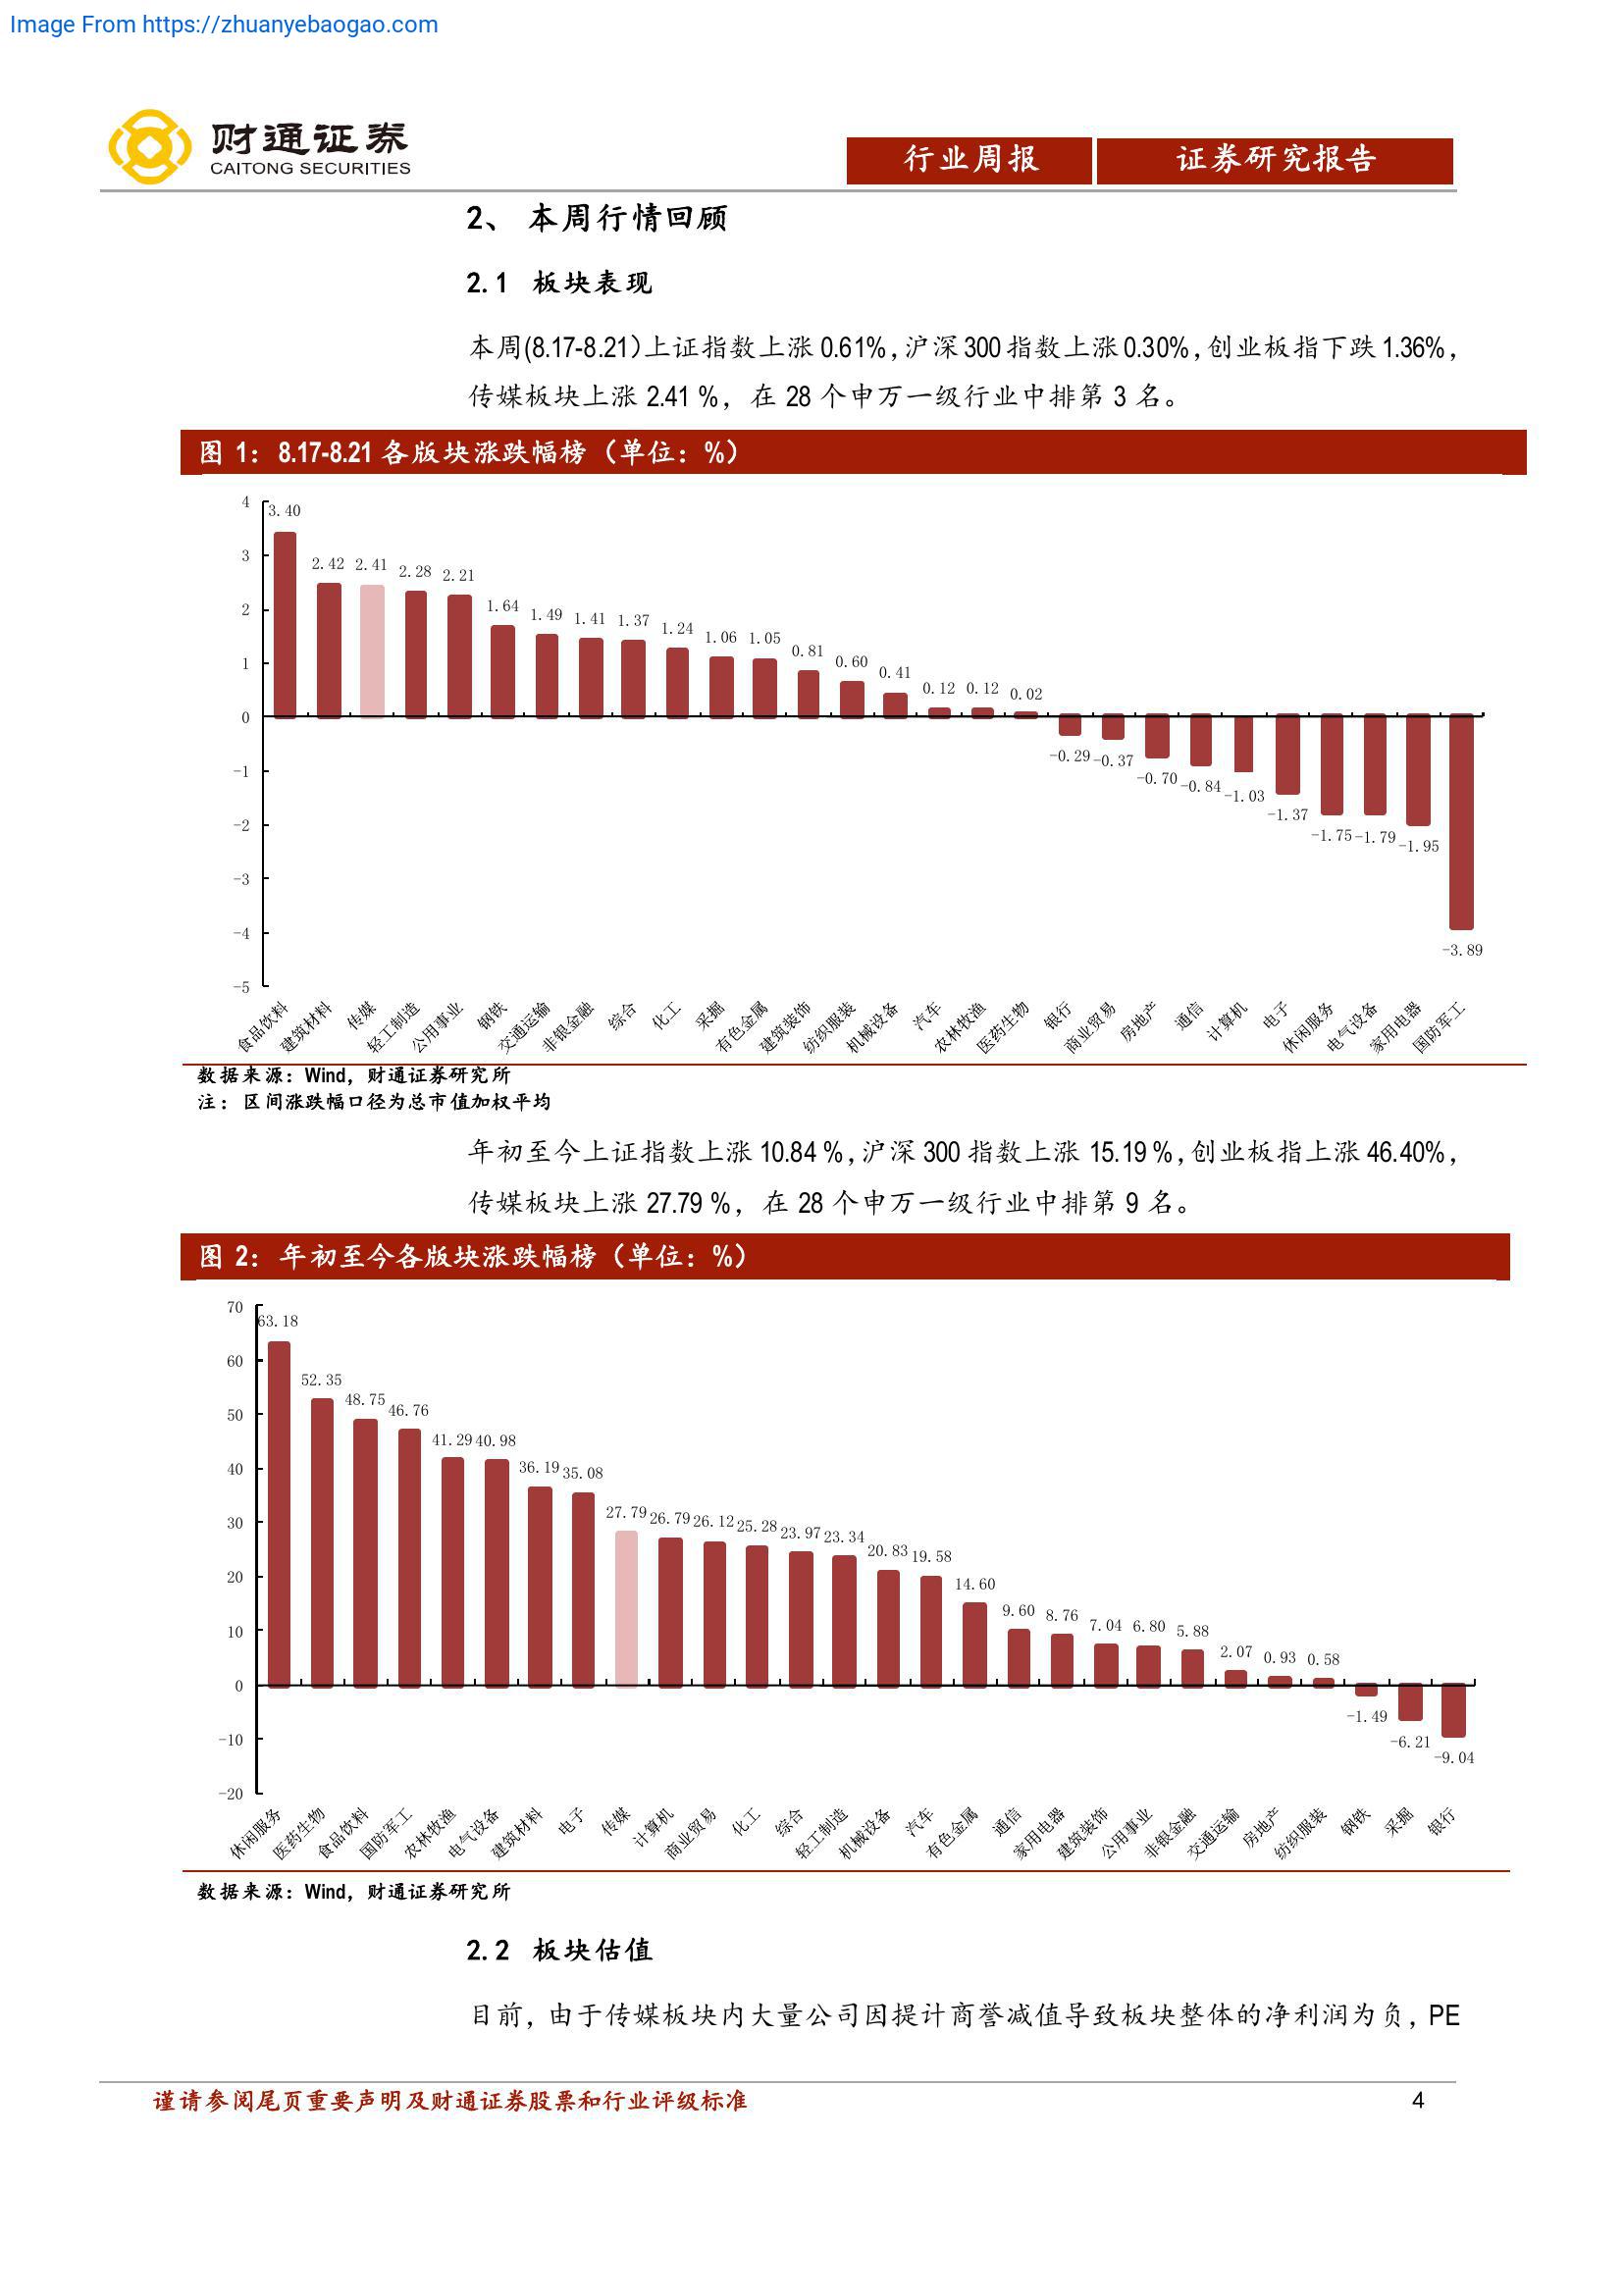 Image From https://zhuanyebaogao.com
财通证券
CAITONG SECURITIES
行业周报 证券研究报告
2、 本周行情回顾
2.1 板块表现
本周(8.17-8.21)上证指数上涨 0.61%,沪深 300 指数上涨 0.30%,创业板指下跌 1.36%,
传媒板块上涨 2.41 %，在 28 个申万一级行业中排第 3 名。
图 1：8.17-8.21 各版块涨跌幅榜（单位：%）
4
3
2
1
0
-1
-2
-3
-4
-5
3.40 2.42 2.41 2.28 2.21 1.64 1.49 1.41 1.37 1.24 1.06 1.05 0.81 0.60 0.41 0.12 0.12 0.02 -0.29 -0.37 -0.70 -0.84 -1.03 -1.37 -1.75 -1.79 -1.95 -3.89
食品饮料 建筑材料 传媒 轻工制造 公用事业 钢铁 交通运输 非银金融 综合 化工 采掘 有色金属 建筑装饰 纺织服装 机械设备 汽车 农林牧渔 医药生物 银行 商业贸易 房地产 通信 计算机 电子 休闲服务 电气设备 家用电器 国防军工
数据来源：Wind，财通证券研究所
注：区间涨跌幅口径为总市值加权平均
年初至今上证指数上涨 10.84 %,沪深 300 指数上涨 15.19 %,创业板指上涨 46.40%,
传媒板块上涨 27.79 %，在 28 个申万一级行业中排第 9 名。
图 2：年初至今各版块涨跌幅榜（单位：%）
70
60
50
40
30
20
10
0
-10
-20
63.18 52.35 48.75 46.76 41.29 40.98 36.19 35.08 27.79 26.79 26.12 25.28 23.97 23.34 20.83 19.58 14.60 9.60 8.76 7.04 6.80 5.88 2.07 0.93 0.58 -1.49 -6.21 -9.04
休闲服务 医药生物 食品饮料 国防军工 农林牧渔 电气设备 建筑材料 电子 传媒 计算机 商业贸易 化工 综合 轻工制造 机械设备 汽车 有色金属 通信 家用电器 建筑装饰 公用事业 非银金融 交通运输 房地产 纺织服装 钢铁 采掘 银行
数据来源：Wind，财通证券研究所
2.2 板块估值
目前，由于传媒板块内大量公司因提计商誉减值导致板块整体的净利润为负，PE
谨请参阅尾页重要声明及财通证券股票和行业评级标准 4